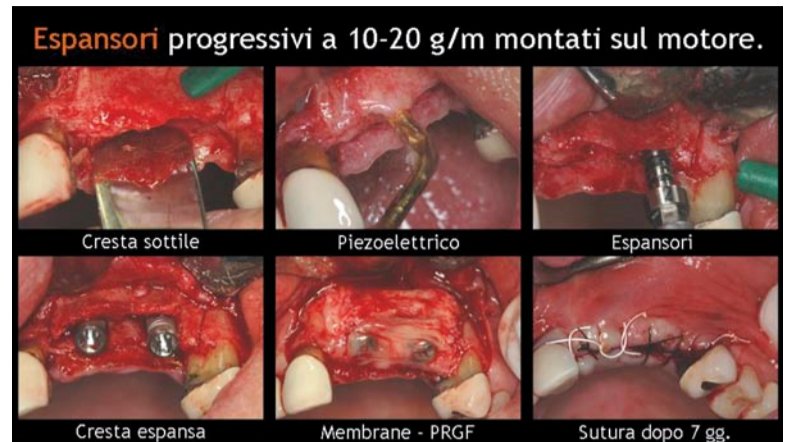 Espansori progressivi a 10-20 g/m montati sul motore.
Cresta sottile
Piezoelettrico
Espansori
Cresta espansa
Membrane - PRGF
Sutura dopo 7 gg.